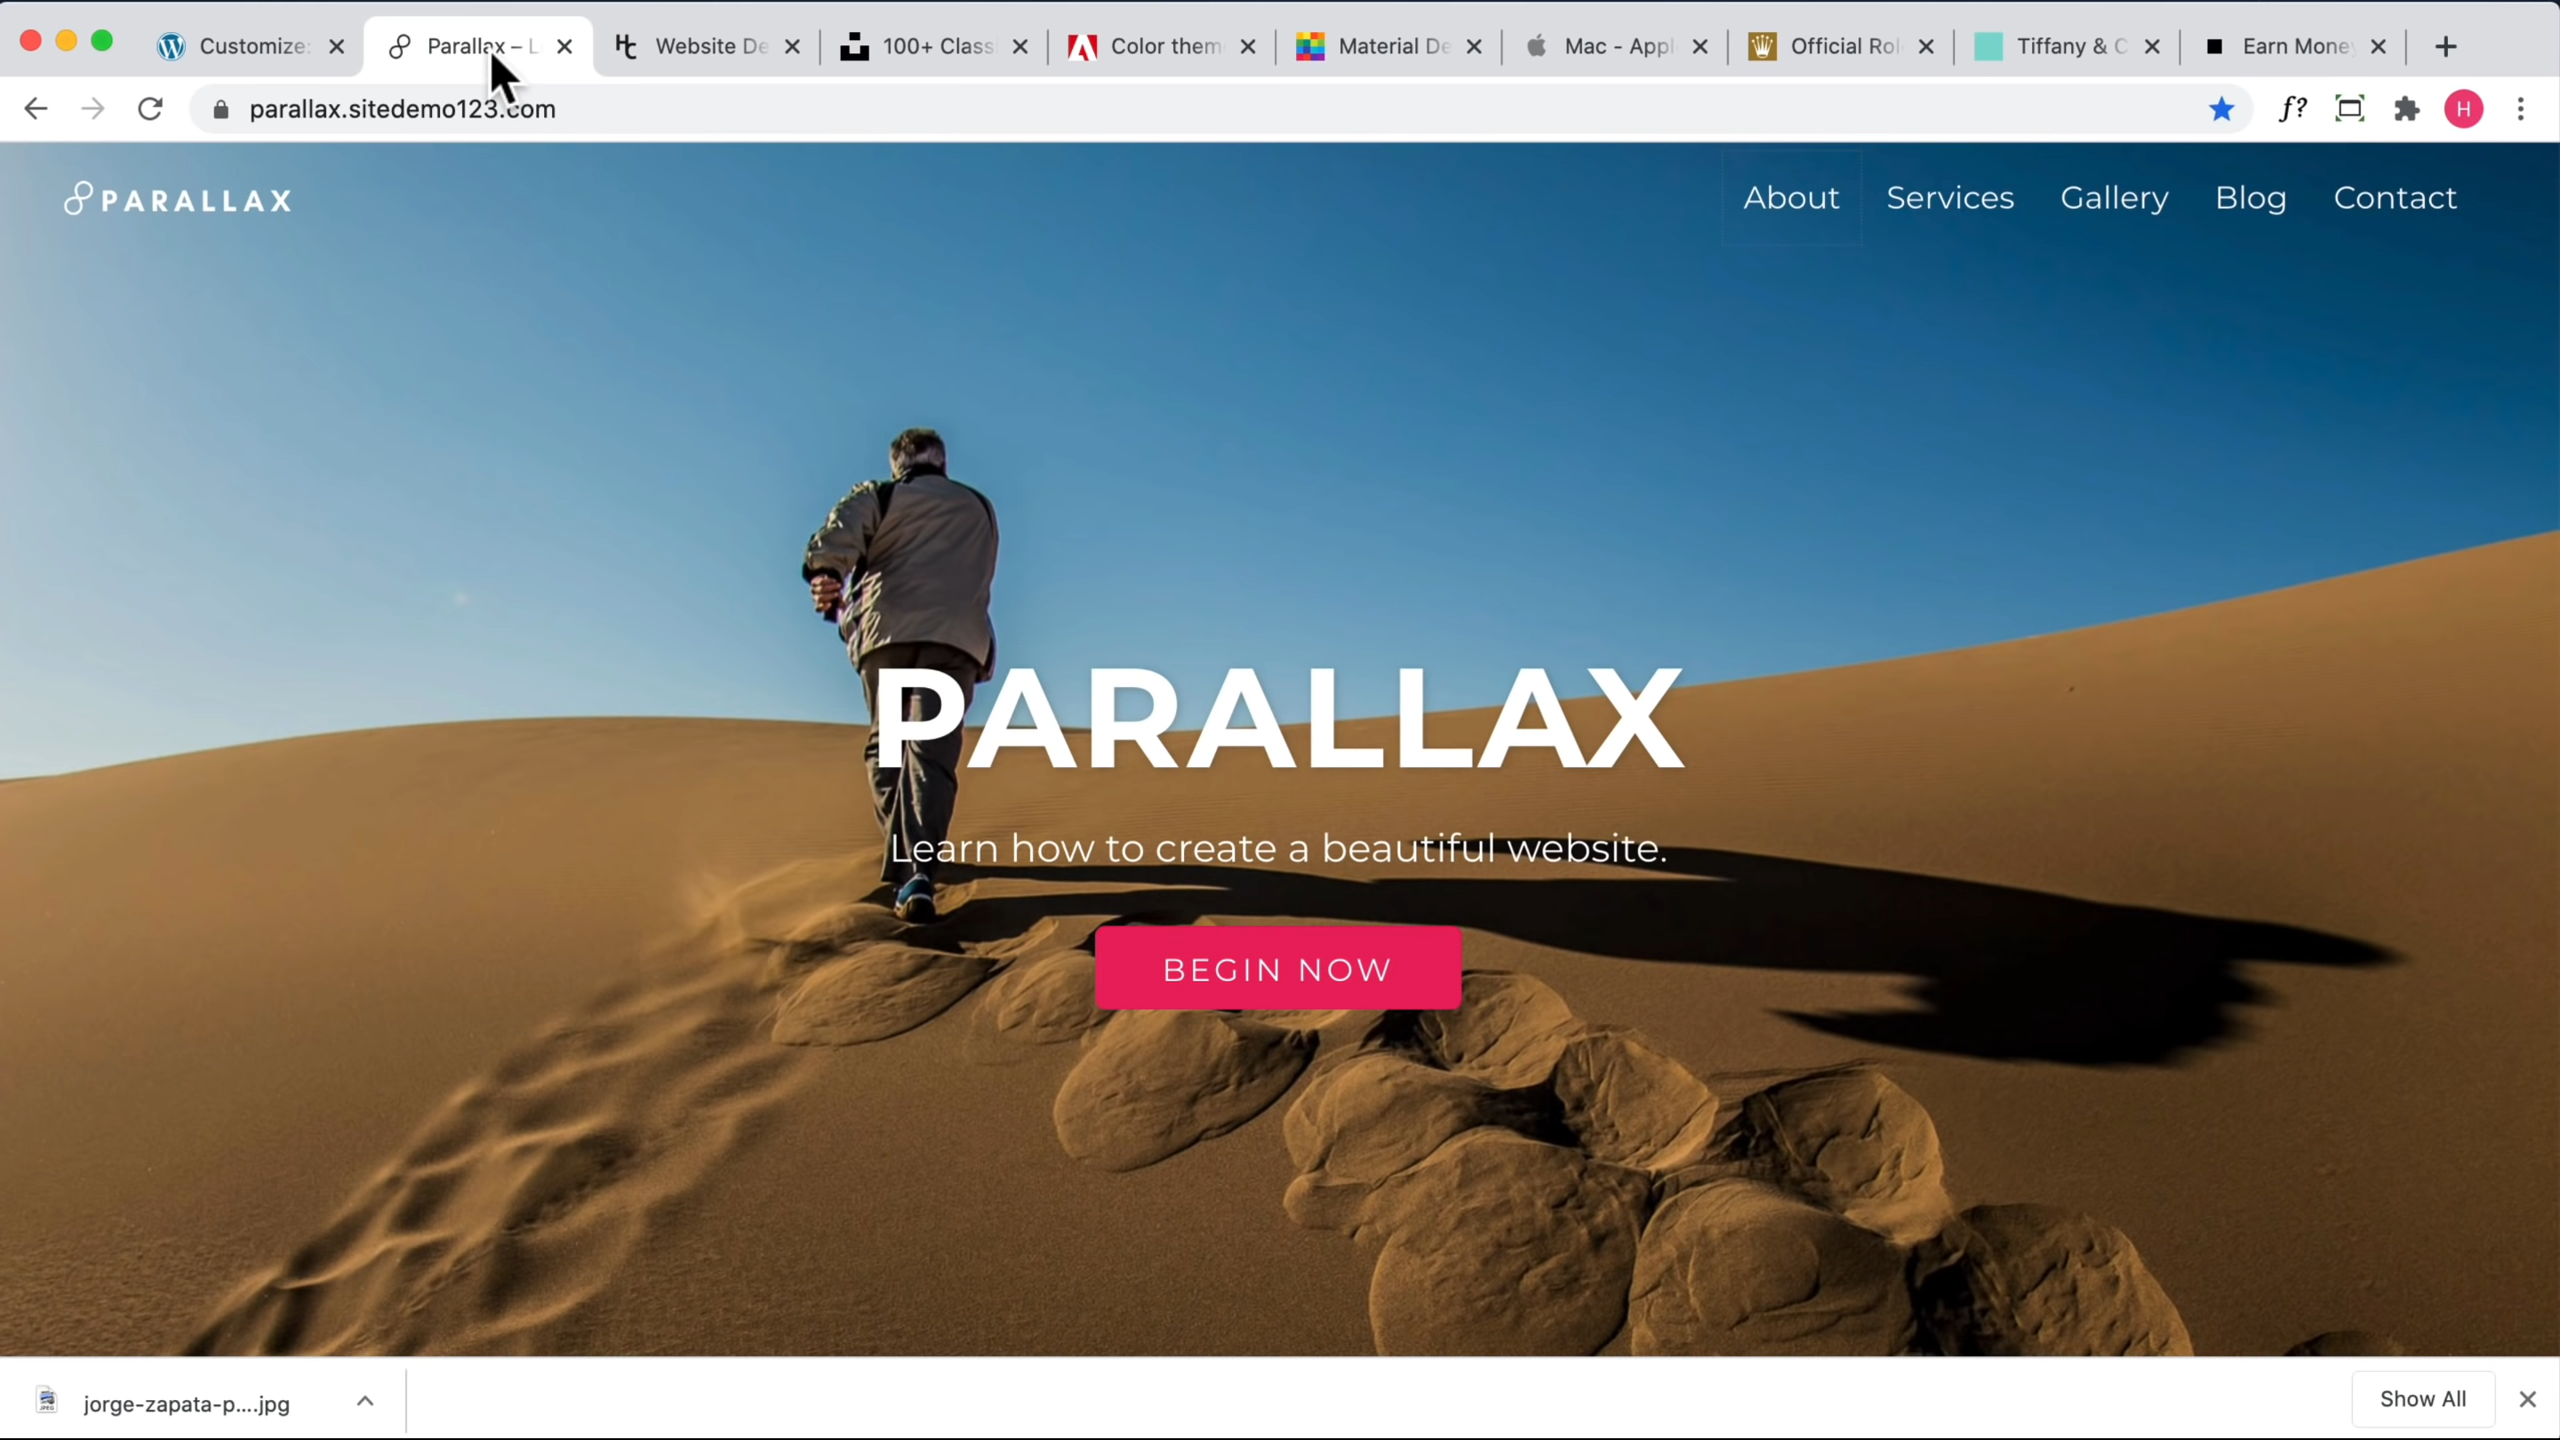 Customize:
Parallax – L
Website De
100+ Class
Color them
Material De
Mac - Appl
Official Rol
Tiffany & C
Earn Money
parallax.sitedemo123.com
f?
H
PARALLAX
About
Services
Gallery
Blog
Contact
PARALLAX
Learn how to create a beautiful website.
BEGIN NOW
jorge-zapata-p....jpg
Show All